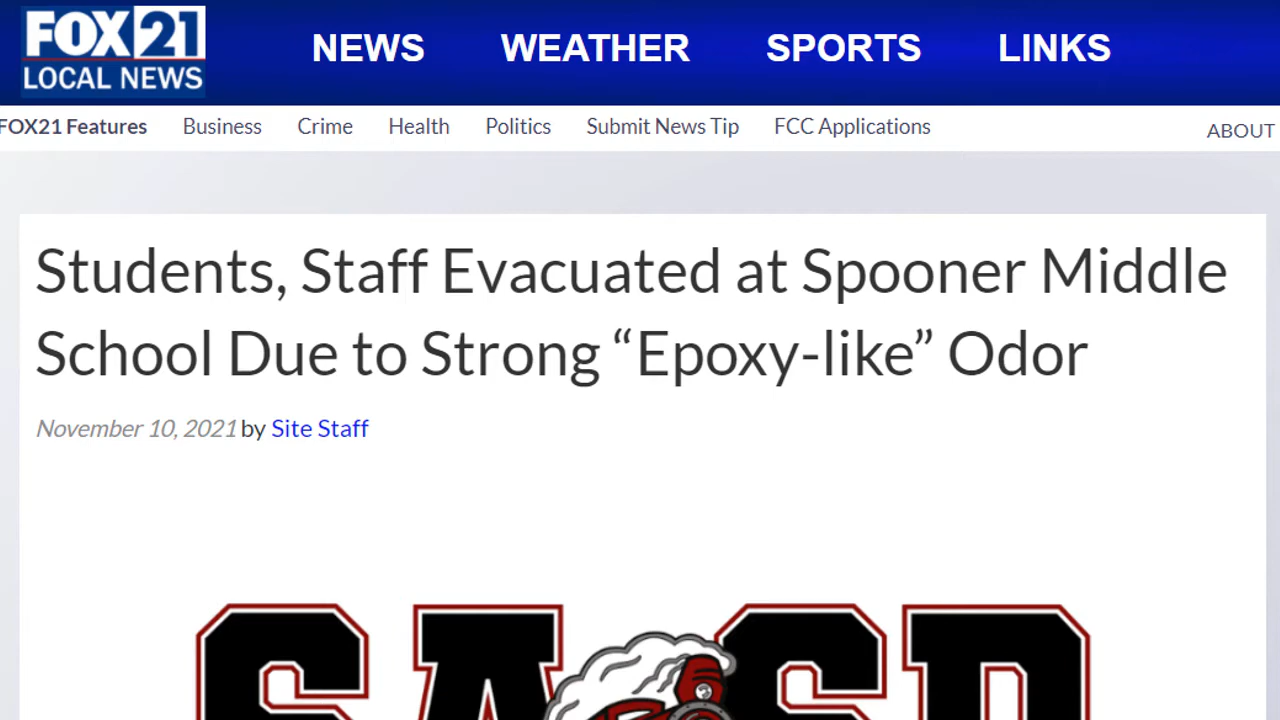 FOX21
LOCAL NEWS
NEWS WEATHER SPORTS LINKS
FOX21 Features Business Crime Health Politics Submit News Tip FCC Applications ABOUT
Students, Staff Evacuated at Spooner Middle
School Due to Strong “Epoxy-like” Odor
November 10, 2021 by Site Staff
SASD